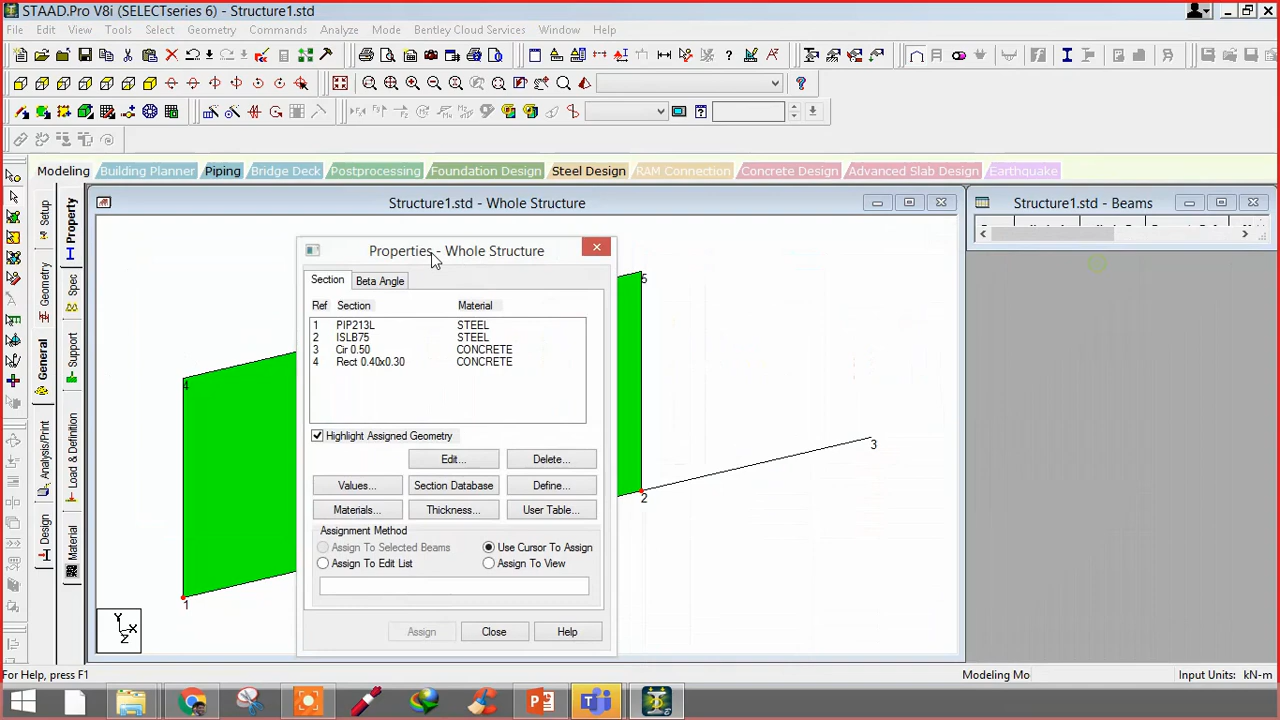 STAAD.Pro V8i (SELECTseries 6) - Structure1.std
File Edit View Tools Select Geometry Commands Analyze Mode Bentley Cloud Services Window Help
Modeling Building Planner Piping Bridge Deck Postprocessing Foundation Design Steel Design RAM Connection Concrete Design Advanced Slab Design Earthquake
Structure1.std - Whole Structure
Structure1.std - Beams
Setup
Geometry
General
Analysis/Print
Design
Property
Spec
Support
Load & Definition
Material
Properties - Whole Structure
Section Beta Angle
Ref Section Material
1 PIP213L STEEL
2 ISLB75 STEEL
3 Cir 0.50 CONCRETE
4 Rect 0.40x0.30 CONCRETE
Highlight Assigned Geometry
Edit... Delete...
Values... Section Database Define...
Materials... Thickness... User Table...
Assignment Method
Assign To Selected Beams Use Cursor To Assign
Assign To Edit List Assign To View
Assign Close Help
5
4
3
2
1
Y
X
Z
For Help, press F1
Modeling Mo
Input Units: kN-m